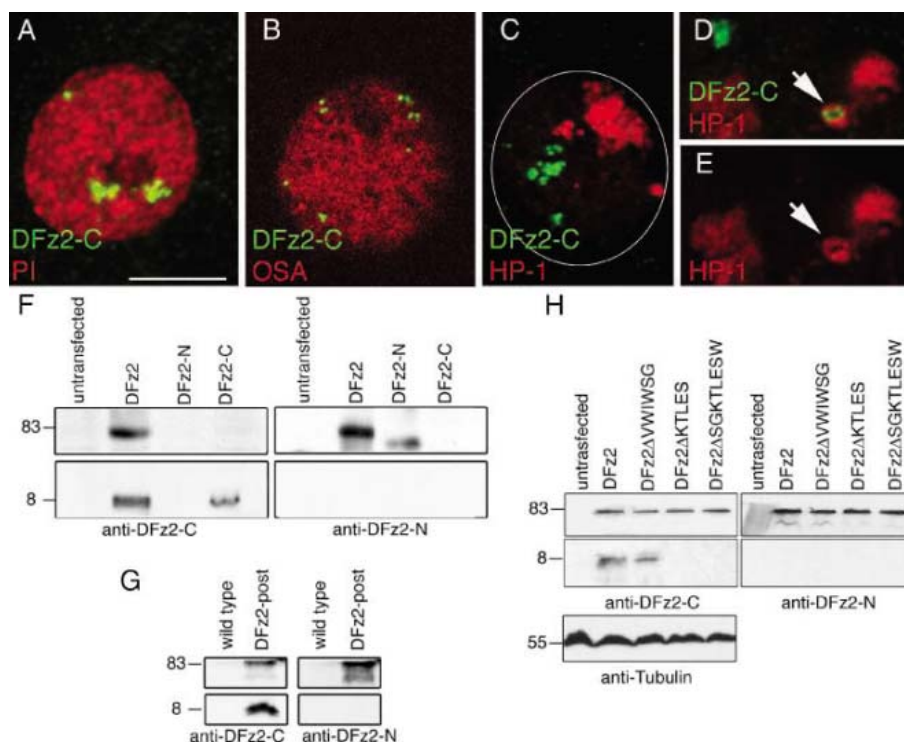 A
B
C
D
DFz2-C
HP-1
E
DFz2-C
PI
DFz2-C
OSA
DFz2-C
HP-1
HP-1
F
untransfected
DFz2
DFz2-N
DFz2-C
untransfected
DFz2
DFz2-N
DFz2-C
83
8
anti-DFz2-C
anti-DFz2-N
G
wild type
DFz2-post
wild type
DFz2-post
83
8
anti-DFz2-C
anti-DFz2-N
H
untrasfected
DFz2
DFz2ΔVVWIWSG
DFz2ΔKTLES
DFz2ΔSGKTLESW
untrasfected
DFz2
DFz2ΔVVWIWSG
DFz2ΔKTLES
DFz2ΔSGKTLESW
83
8
anti-DFz2-C
anti-DFz2-N
55
anti-Tubulin